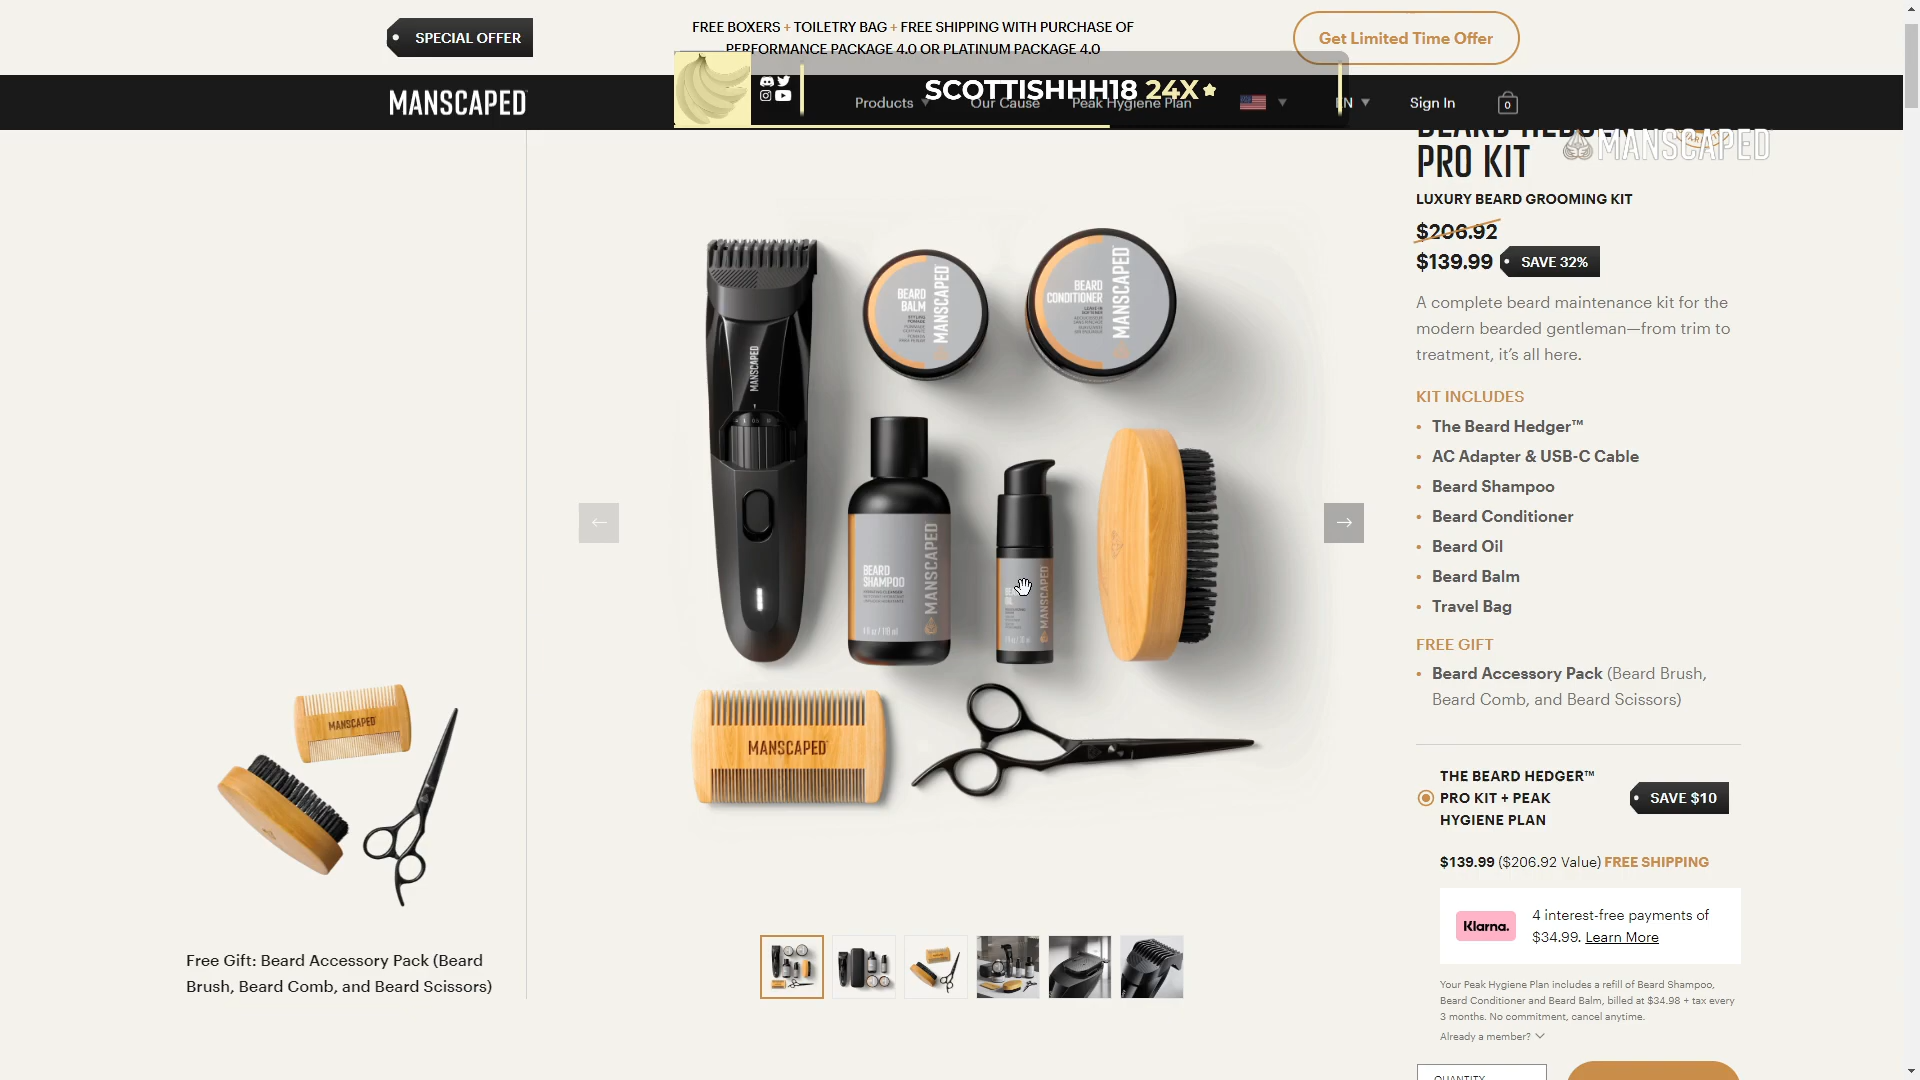 SPECIAL OFFER
FREE BOXERS + TOILETRY BAG + FREE SHIPPING WITH PURCHASE OF
PERFORMANCE PACKAGE 4.0 OR PLATINUM PACKAGE 4.0
Get Limited Time Offer
MANSCAPED
SCOTTISHHH18 24X
Products
Our Cause
Peak Hygiene Plan
Sign In
0
PRO KIT
MANSCAPED
LUXURY BEARD GROOMING KIT
$206.92
$139.99
SAVE 32%
A complete beard maintenance kit for the
modern bearded gentleman—from trim to
treatment, it's all here.
KIT INCLUDES
• The Beard Hedger™
• AC Adapter & USB-C Cable
• Beard Shampoo
• Beard Conditioner
• Beard Oil
• Beard Balm
• Travel Bag
FREE GIFT
• Beard Accessory Pack (Beard Brush,
Beard Comb, and Beard Scissors)
THE BEARD HEDGER™
PRO KIT + PEAK
HYGIENE PLAN
SAVE $10
$139.99 ($206.92 Value) FREE SHIPPING
Klarna.
4 interest-free payments of
$34.99. Learn More
Your Peak Hygiene Plan includes a refill of Beard Shampoo,
Beard Conditioner and Beard Balm, billed at $34.98 + tax every
3 months. No commitment, cancel anytime.
Already a member?
QUANTITY
MANSCAPED
BEARD
BALM
MANSCAPED
BEARD
CONDITIONER
MANSCAPED
BEARD
SHAMPOO
MANSCAPED
MANSCAPED
MANSCAPED
MANSCAPED
Free Gift: Beard Accessory Pack (Beard
Brush, Beard Comb, and Beard Scissors)